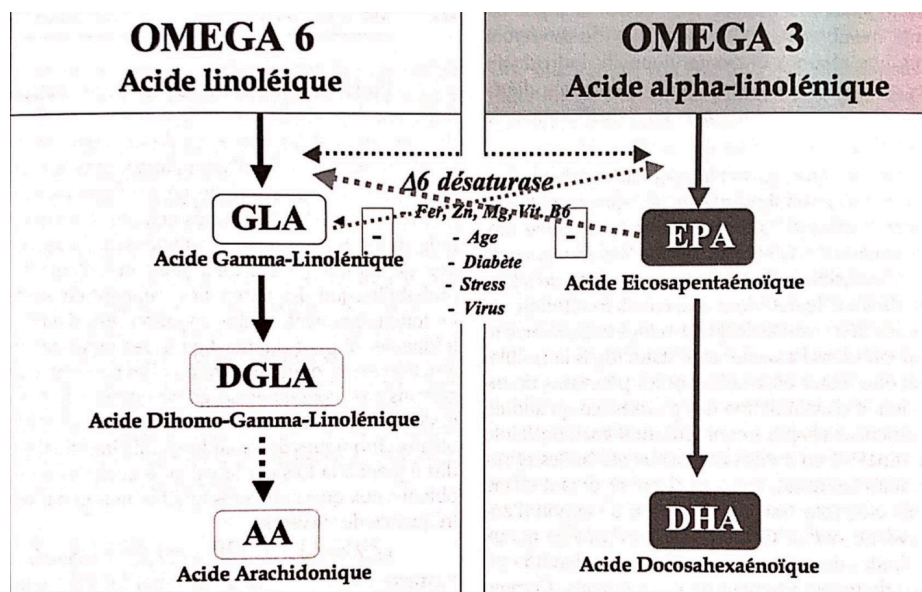 OMEGA 6
Acide linoléique
OMEGA 3
Acide alpha-linolénique
Δ6 désaturase
Fer, Zn, Mg, Vit. B6
- Age
- Diabète
- Stress
- Virus
GLA
Acide Gamma-Linolénique
DGLA
Acide Dihomo-Gamma-Linolénique
AA
Acide Arachidonique
EPA
Acide Eicosapentaénoïque
DHA
Acide Docosahexaénoïque